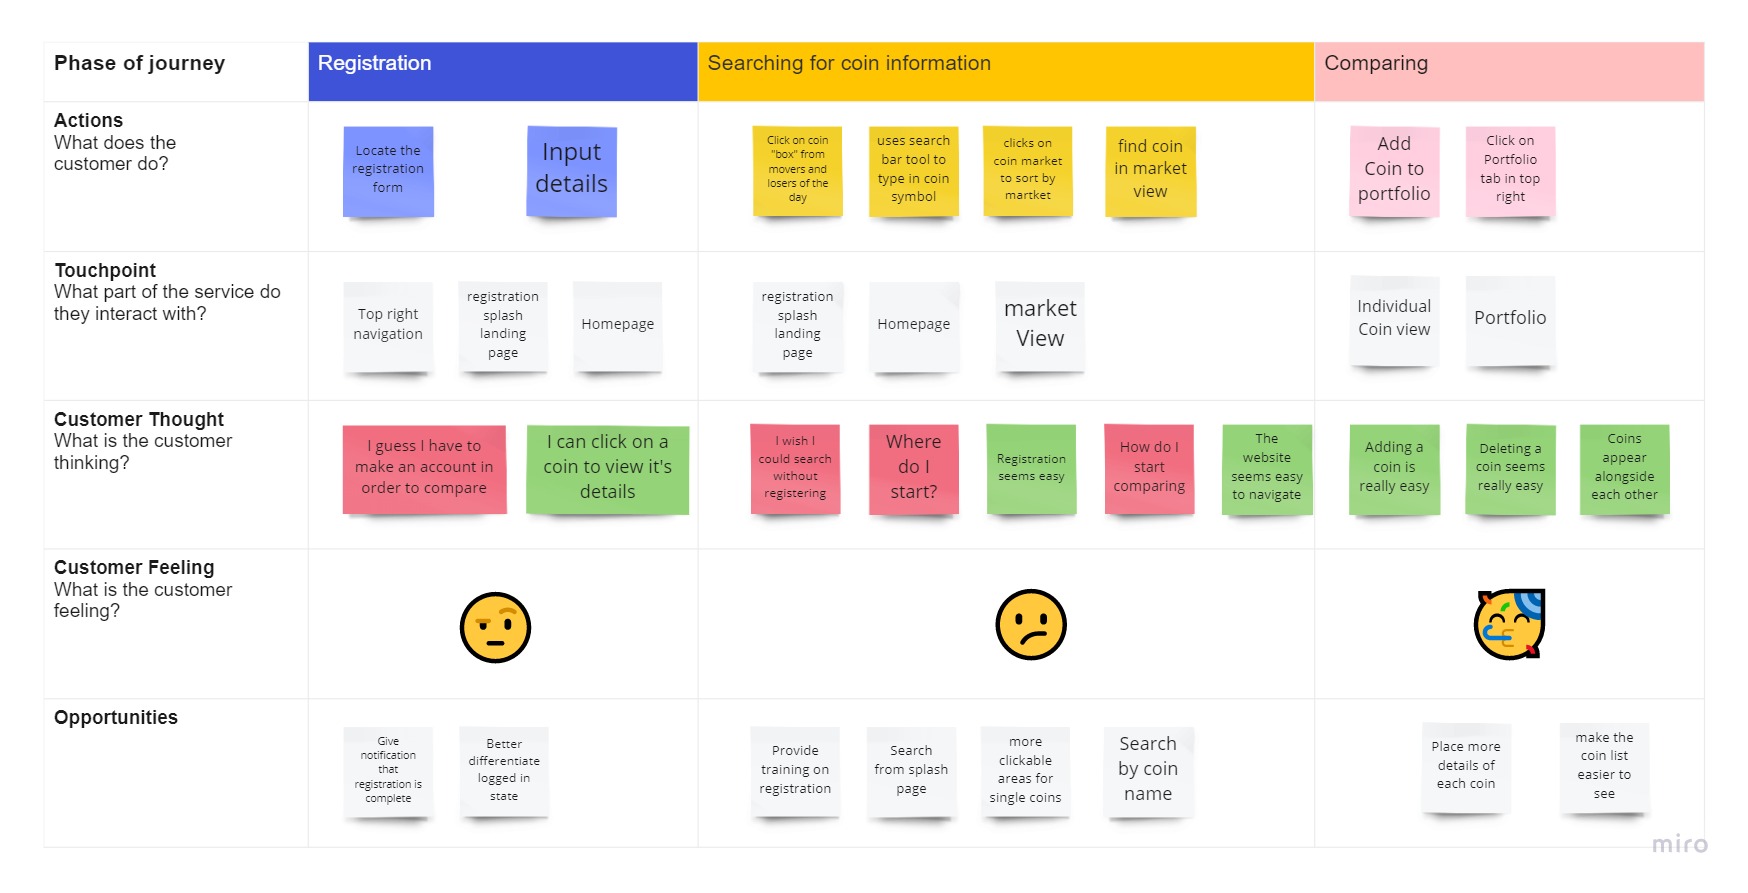 Phase of journey
Registration
Searching for coin information
Comparing
Actions
What does the
customer do?
Locate the
registration
form
Input
details
Click on coin
"box" from
movers and
losers of the
day
uses search
bar tool to
type in coin
symbol
clicks on
coin market
to sort by
martket
find coin
in market
view
Add
Coin to
portfolio
Click on
Portfolio
tab in top
right
Touchpoint
What part of the service do
they interact with?
Top right
navigation
registration
splash
landing
page
Homepage
registration
splash
landing
page
Homepage
market
View
Individual
Coin view
Portfolio
Customer Thought
What is the customer
thinking?
I guess I have to
make an account in
order to compare
I can click on a
coin to view it's
details
I wish I
could search
without
registering
Where
do I
start?
Registration
seems easy
How do I
start
comparing
The
website
seems easy
to navigate
Adding a
coin is
really easy
Deleting a
coin seems
really easy
Coins
appear
alongside
each other
Customer Feeling
What is the customer
feeling?
Opportunities
Give
notification
that
registration is
complete
Better
differentiate
logged in
state
Provide
training on
registration
Search
from splash
page
more
clickable
areas for
single coins
Search
by coin
name
Place more
details of
each coin
make the
coin list
easier to
see
miro